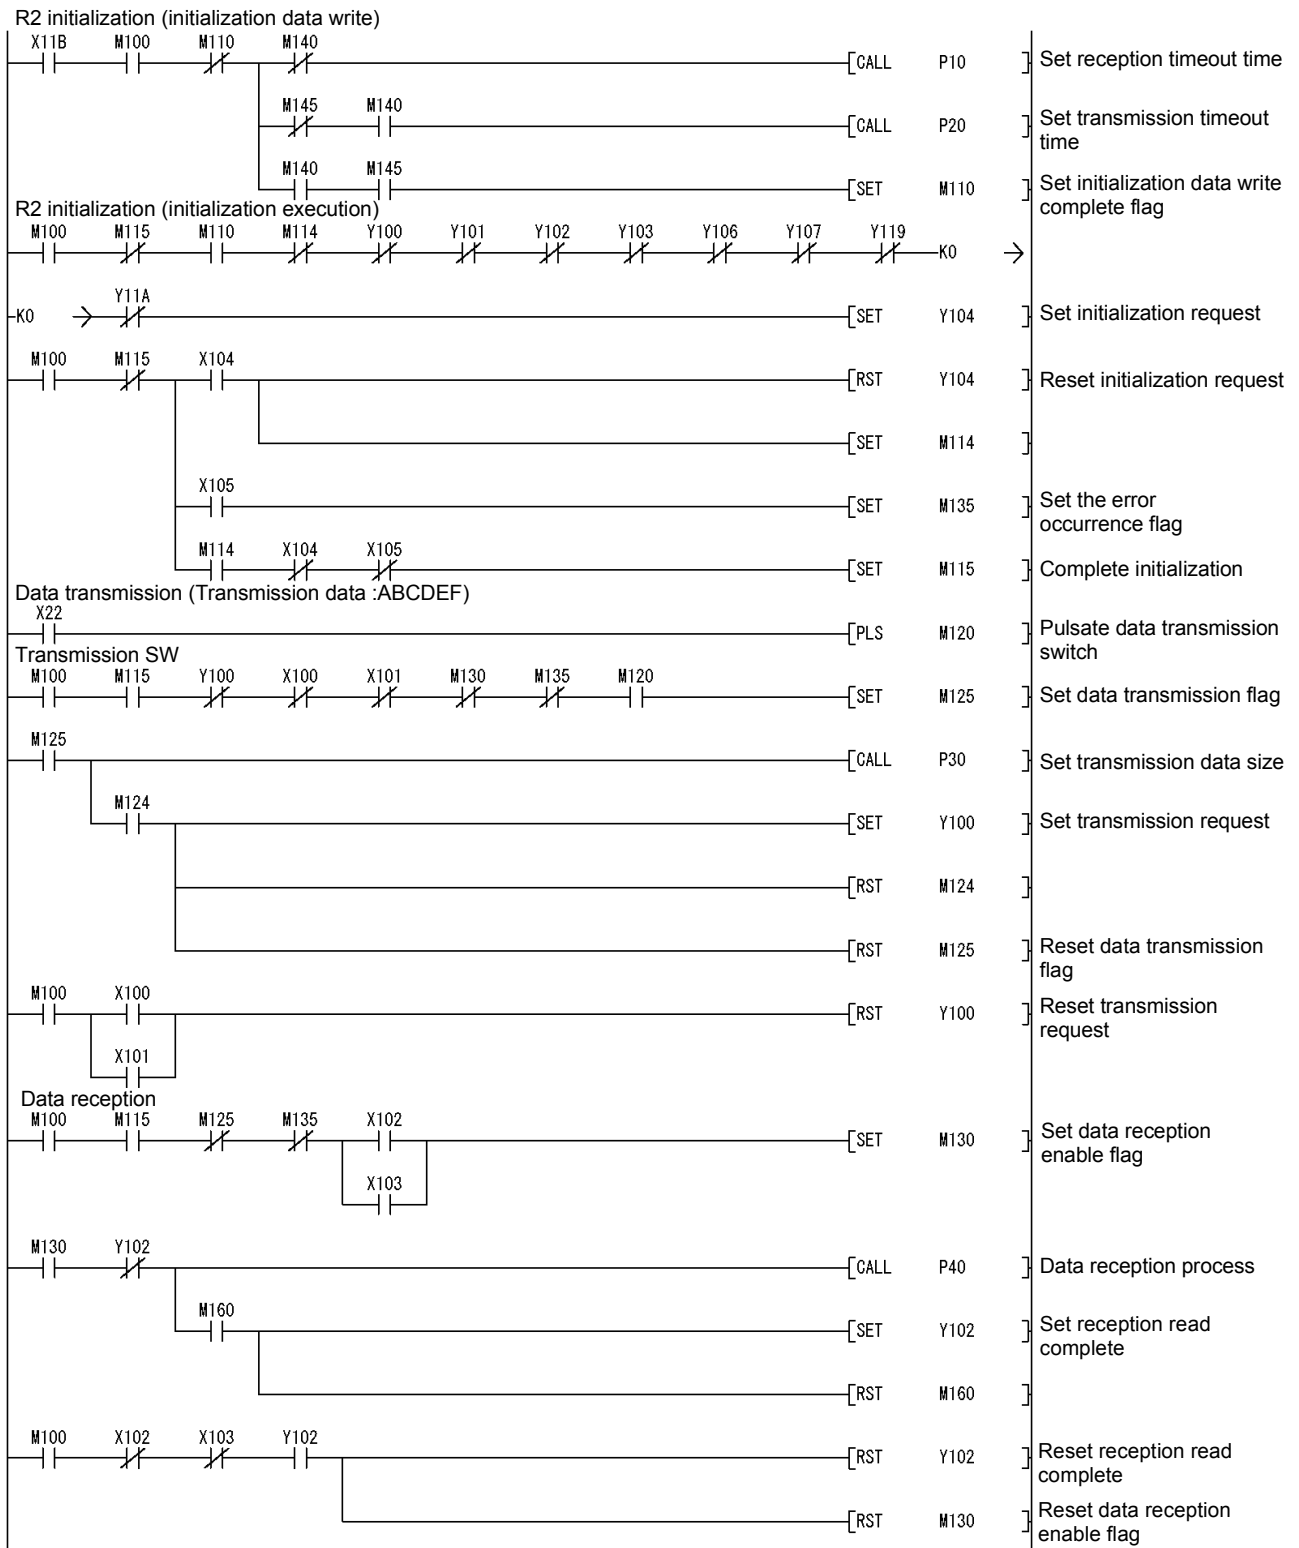 R2 initialization (initialization data write)
X11B M100 M110 M140
[CALL P10 ] Set reception timeout time
M145 M140
[CALL P20 ] Set transmission timeout
time
M140 M145
[SET M110 ] Set initialization data write
complete flag
R2 initialization (initialization execution)
M100 M115 M110 M114 Y100 Y101 Y102 Y103 Y106 Y107 Y119
K0
K0 Y11A
[SET Y104 ] Set initialization request
M100 M115 X104
[RST Y104 ] Reset initialization request
[SET M114 ]
X105
[SET M135 ] Set the error
occurrence flag
M114 X104 X105
[SET M115 ] Complete initialization
Data transmission (Transmission data :ABCDEF)
X22
[PLS M120 ] Pulsate data transmission
switch
Transmission SW
M100 M115 Y100 X100 X101 M130 M135 M120
[SET M125 ] Set data transmission flag
M125
[CALL P30 ] Set transmission data size
M124
[SET Y100 ] Set transmission request
[RST M124 ]
[RST M125 ] Reset data transmission
flag
M100 X100
[RST Y100 ] Reset transmission
request
X101
Data reception
M100 M115 M125 M135 X102
[SET M130 ] Set data reception
enable flag
X103
M130 Y102
[CALL P40 ] Data reception process
M160
[SET Y102 ] Set reception read
complete
[RST M160 ]
M100 X102 X103 Y102
[RST Y102 ] Reset reception read
complete
[RST M130 ] Reset data reception
enable flag